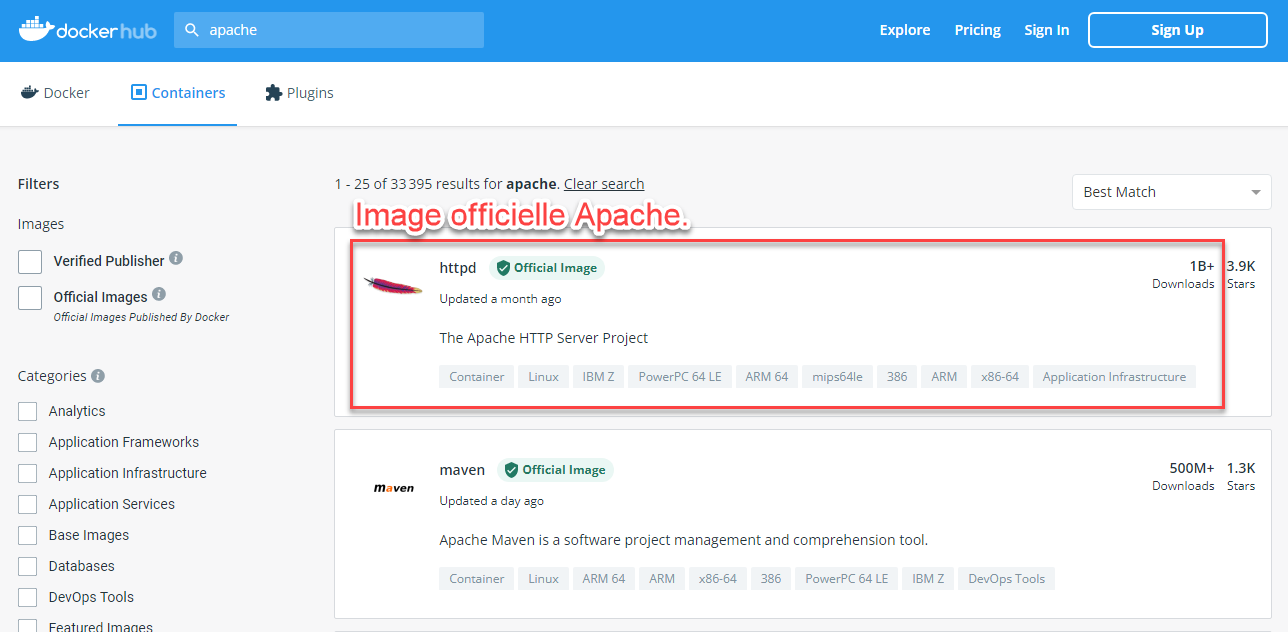 dockerhub
apache
Explore
Pricing
Sign In
Sign Up
Docker
Containers
Plugins
Filters
Images
Verified Publisher
Official Images
Official Images Published By Docker
Categories
Analytics
Application Frameworks
Application Infrastructure
Application Services
Base Images
Databases
DevOps Tools
Featured Images
1 - 25 of 33 395 results for apache. Clear search
Best Match
Image officielle Apache.
httpd
Official Image
1B+
3.9K
Downloads
Stars
Updated a month ago
The Apache HTTP Server Project
Container
Linux
IBM Z
PowerPC 64 LE
ARM 64
mips64le
386
ARM
x86-64
Application Infrastructure
maven
maven
Official Image
500M+
1.3K
Downloads
Stars
Updated a day ago
Apache Maven is a software project management and comprehension tool.
Container
Linux
ARM 64
ARM
x86-64
386
PowerPC 64 LE
IBM Z
DevOps Tools